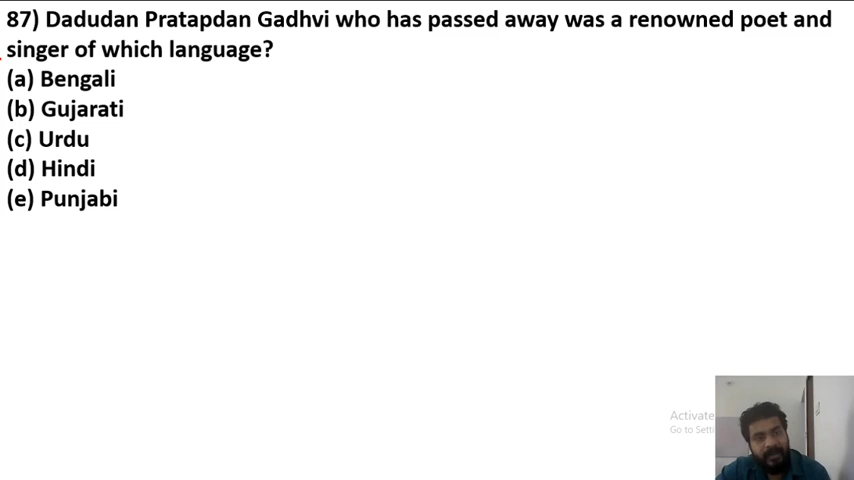 87) Dadudan Pratapdan Gadhvi who has passed away was a renowned poet and
singer of which language?
(a) Bengali
(b) Gujarati
(c) Urdu
(d) Hindi
(e) Punjabi
Activate
Go to Setti